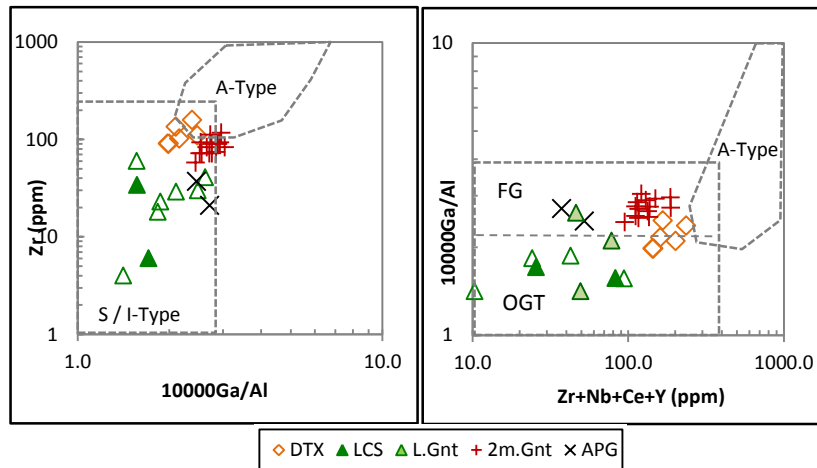 1000
100
10
1
Zr (ppm)
A-Type
S / I-Type
1.0
10.0
10000Ga/Al
10
1
10000Ga/Al
A-Type
FG
OGT
10.0
100.0
1000.0
Zr+Nb+Ce+Y (ppm)
DTX LCS L.Gnt 2m.Gnt APG